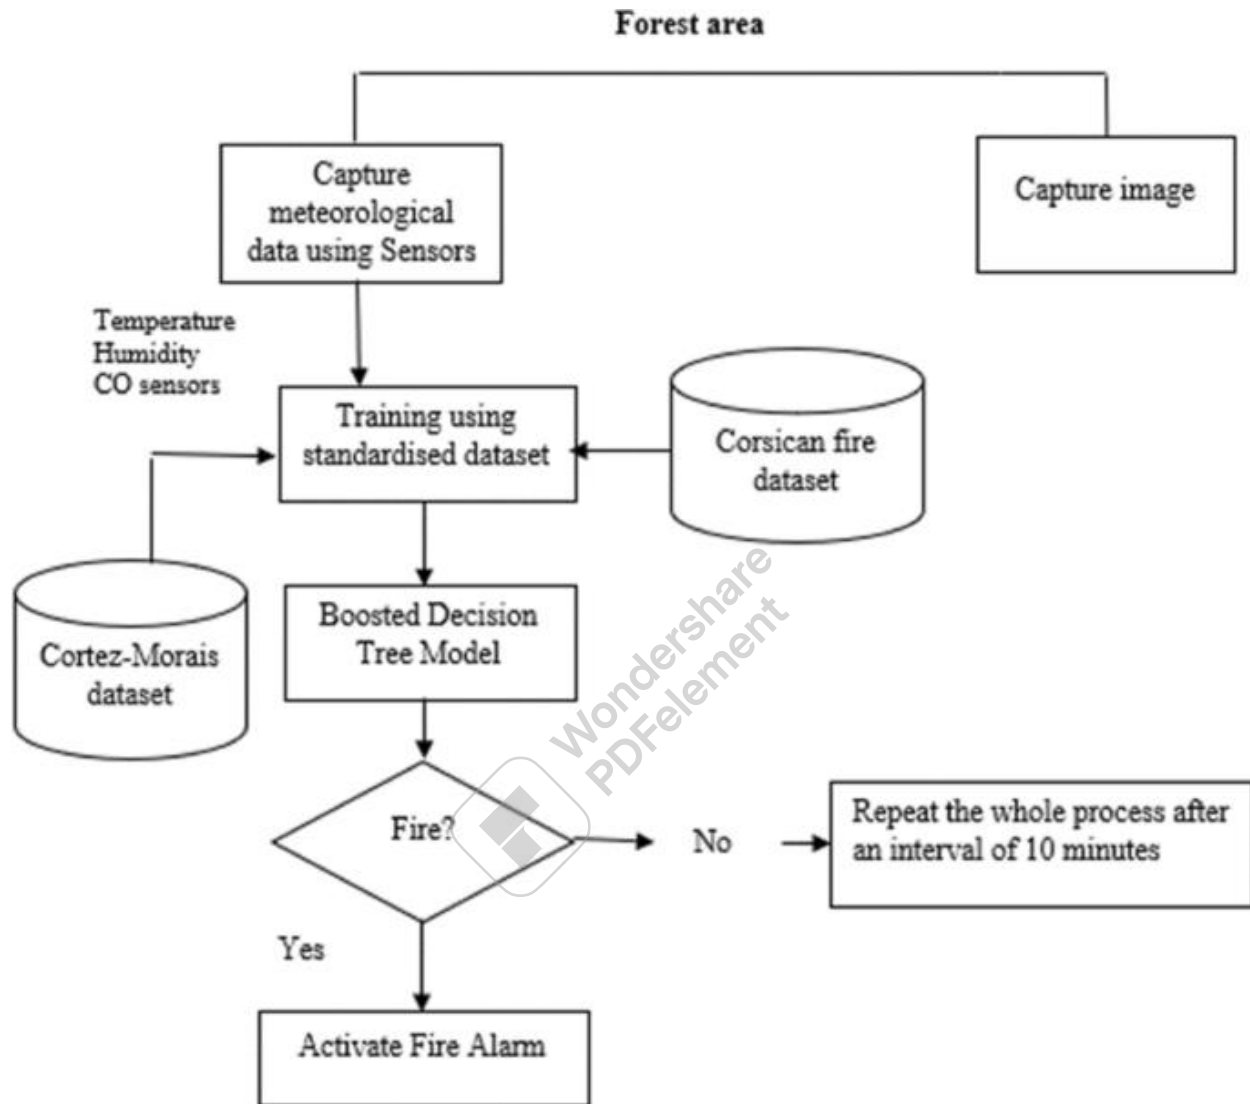 Forest area
Capture
meteorological
data using Sensors
Capture image
Temperature
Humidity
CO sensors
Training using
standardised dataset
Corsican fire
dataset
Cortez-Morais
dataset
Boosted Decision
Tree Model
Wondershare
PDFelement
Fire?
No
Repeat the whole process after
an interval of 10 minutes
Yes
Activate Fire Alarm